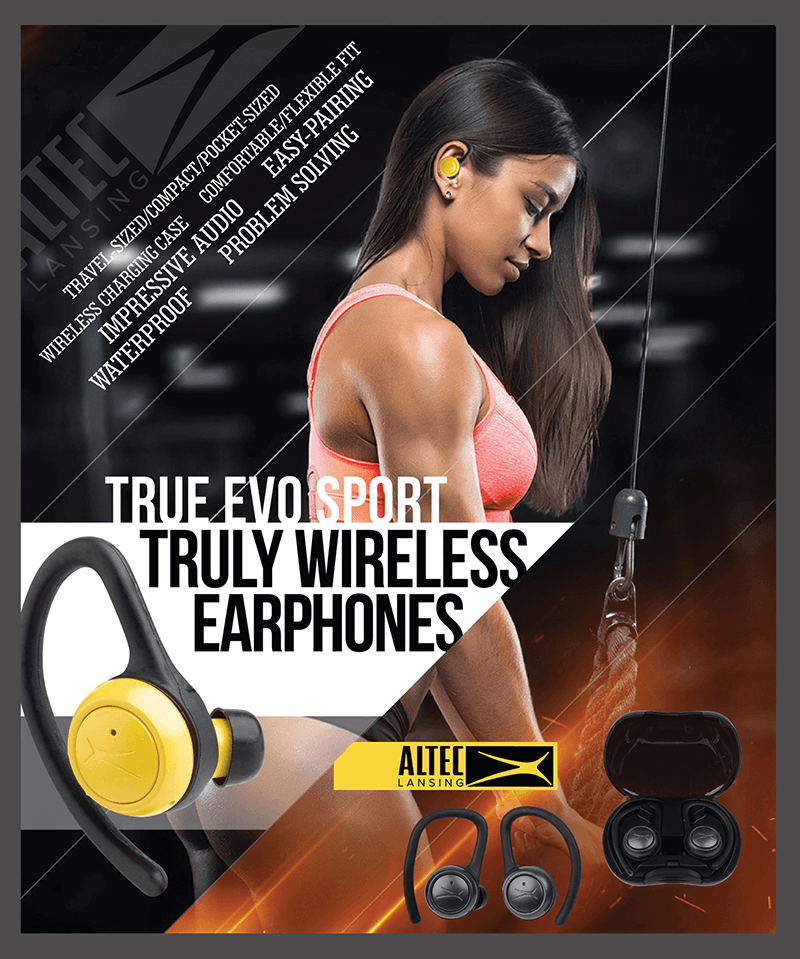 ALTEC
LANSING
TRAVEL-SIZED/COMPACT/POCKET-SIZED
WIRELESS CHARGING CASE
COMFORTABLE/FLEXIBLE FIT
IMPRESSIVE AUDIO
EASY-PAIRING
WATERPROOF
PROBLEM SOLVING
TRUE EVO SPORT
TRULY WIRELESS
EARPHONES
ALTEC
LANSING